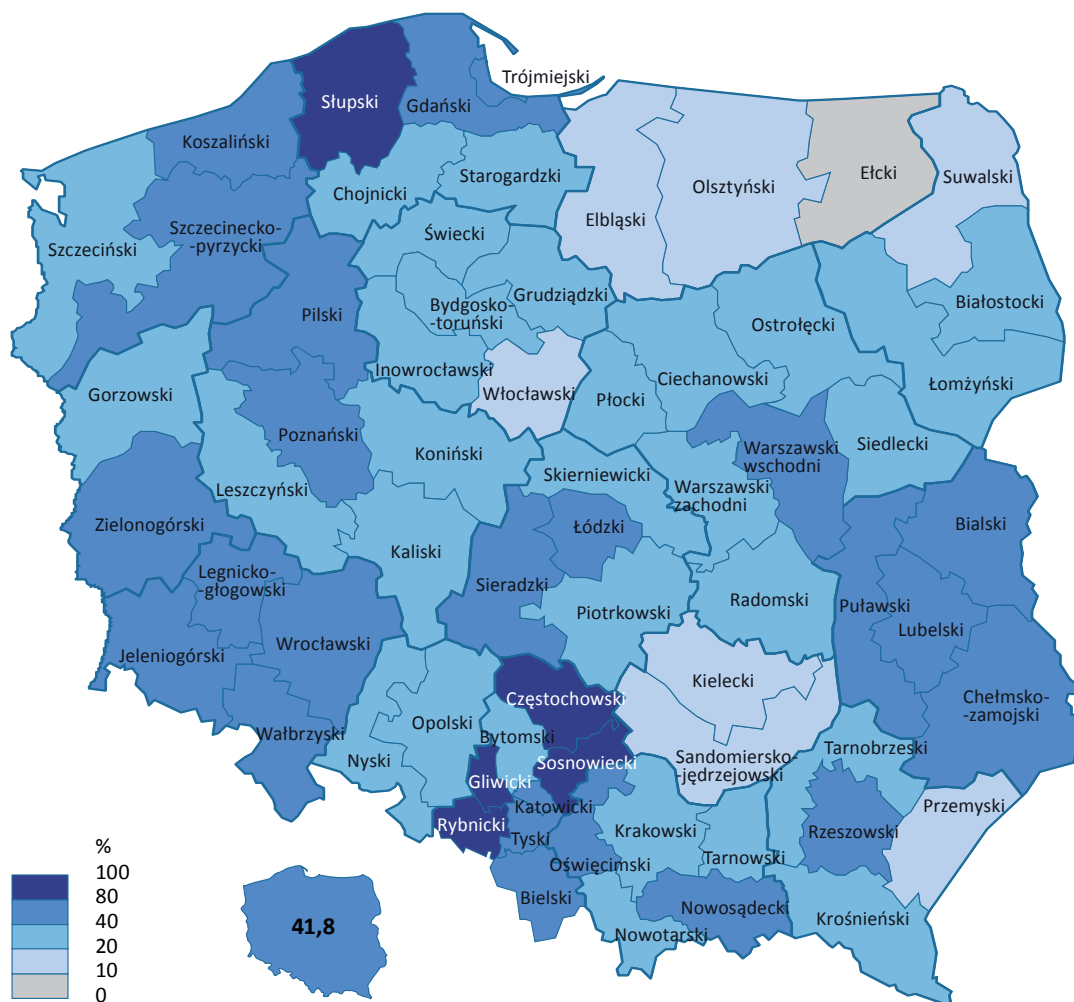 Trójmiejski
Słupski
Gdański
Koszaliński
Starogardzki
Ełcki
Chojnicki
Olsztyński
Suwalski
Elbląski
Szczecinecko-
-pyrzycki
Szczeciński
Świecki
Grudziądzki
Białostocki
Bydgosko-
-toruński
Pilski
Ostrołęcki
Inowrocławski
Ciechanowski
Łomżyński
Gorzowski
Włocławski
Płocki
Poznański
Koniński
Warszawski
wschodni
Siedlecki
Skierniewicki
Leszczyński
Warszawski
zachodni
Zielonogórski
Łódzki
Bialski
Kaliski
Legnicko-
-głogowski
Sieradzki
Radomski
Puławski
Piotrkowski
Lubelski
Wrocławski
Jeleniogórski
Kielecki
Częstochowski
Chełmsko-
-zamojski
Opolski
Wałbrzyski
Bytomski
Tarnobrzeski
Nyski
Sosnowiecki
Sandomiersko-
-jędrzejowski
Gliwicki
Katowicki
Przemyski
Rybnicki
Krakowski
Rzeszowski
Tyski
Oświęcimski
Tarnowski
Bielski
Nowosądecki
Krośnieński
Nowotarski
%
100
80
40
20
10
0
41,8